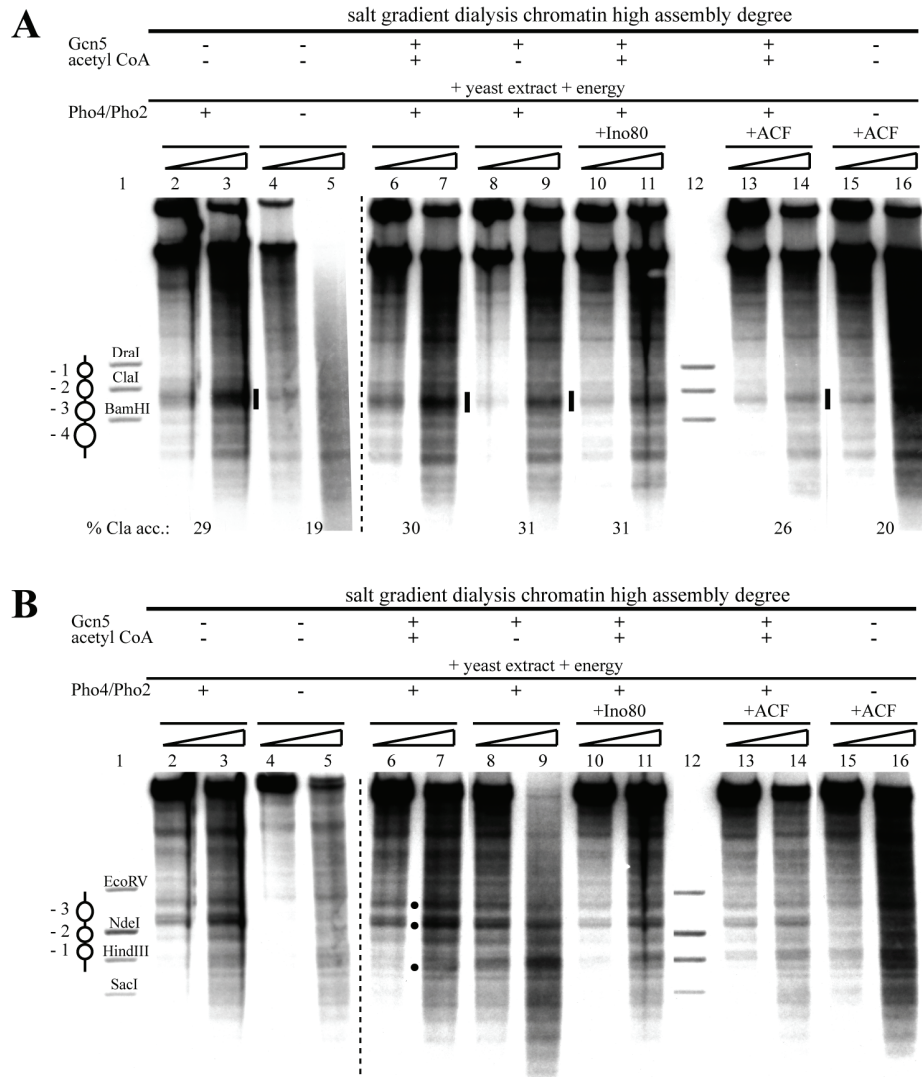 A
salt gradient dialysis chromatin high assembly degree
Gcn5 - - + + + + -
acetyl CoA - - + - + + -
+ yeast extract + energy
Pho4/Pho2 + - + + + + -
+Ino80 +ACF +ACF
1 2 3 4 5 6 7 8 9 10 11 12 13 14 15 16
DraI
- 1
ClaI
- 2
BamHI
- 3
- 4
% Cla acc.: 29 19 30 31 31 26 20
B
salt gradient dialysis chromatin high assembly degree
Gcn5 - - + - + + -
acetyl CoA - - + - + + -
+ yeast extract + energy
Pho4/Pho2 + - + + + + -
+Ino80 +ACF +ACF
1 2 3 4 5 6 7 8 9 10 11 12 13 14 15 16
EcoRV
- 3
NdeI
- 2
- 1 HindIII
SacI